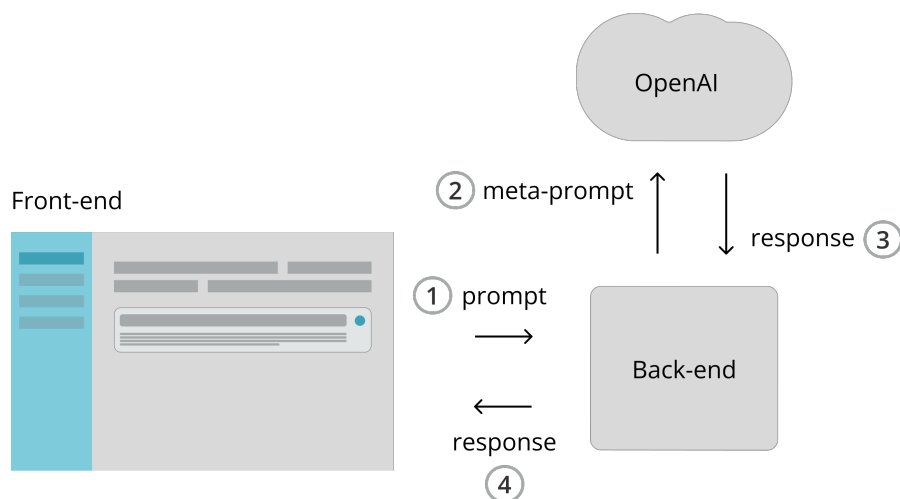 OpenAI
2 meta-prompt
response 3
Front-end
1 prompt
Back-end
response
4